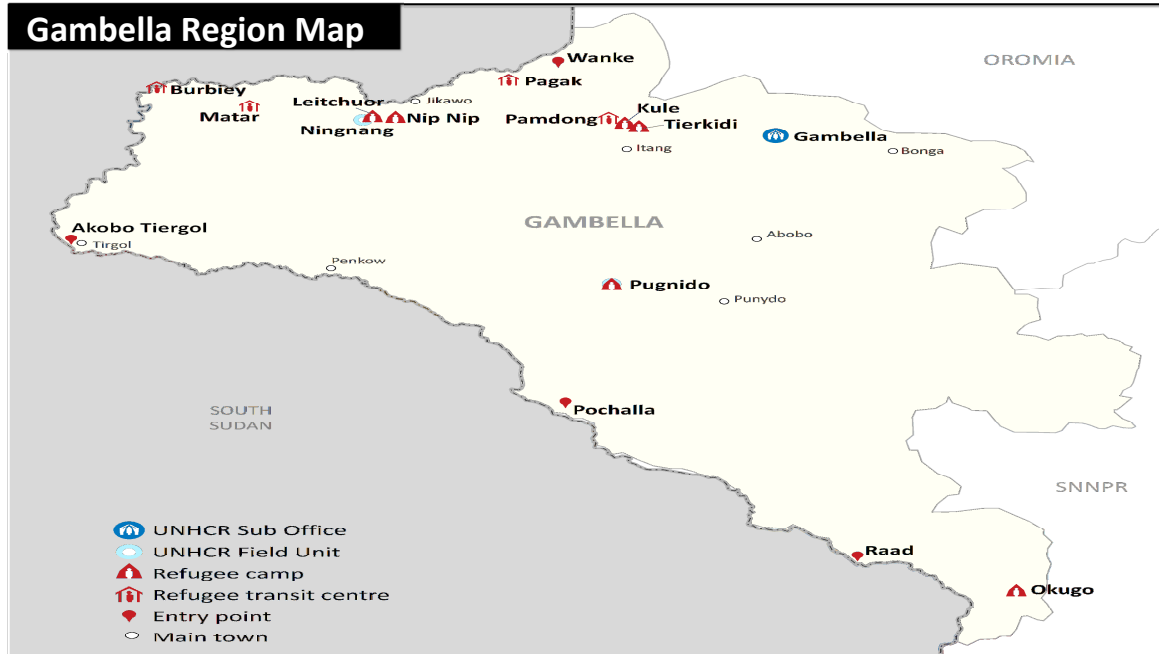 Gambella Region Map
Wanke
OROMIA
Pagak
Burbiey
Leitchuor
Jikawo
Kule
Matar
Nip Nip
Pamdong
Tierkidi
Ningnang
Gambella
Itang
Bonga
GAMBELLA
Akobo Tiergol
Abobo
Tirgol
Penkow
Pugnido
Punydo
Pochalla
SOUTH
SUDAN
SNNPR
UNHCR Sub Office
UNHCR Field Unit
Raad
Refugee camp
Okugo
Refugee transit centre
Entry point
Main town